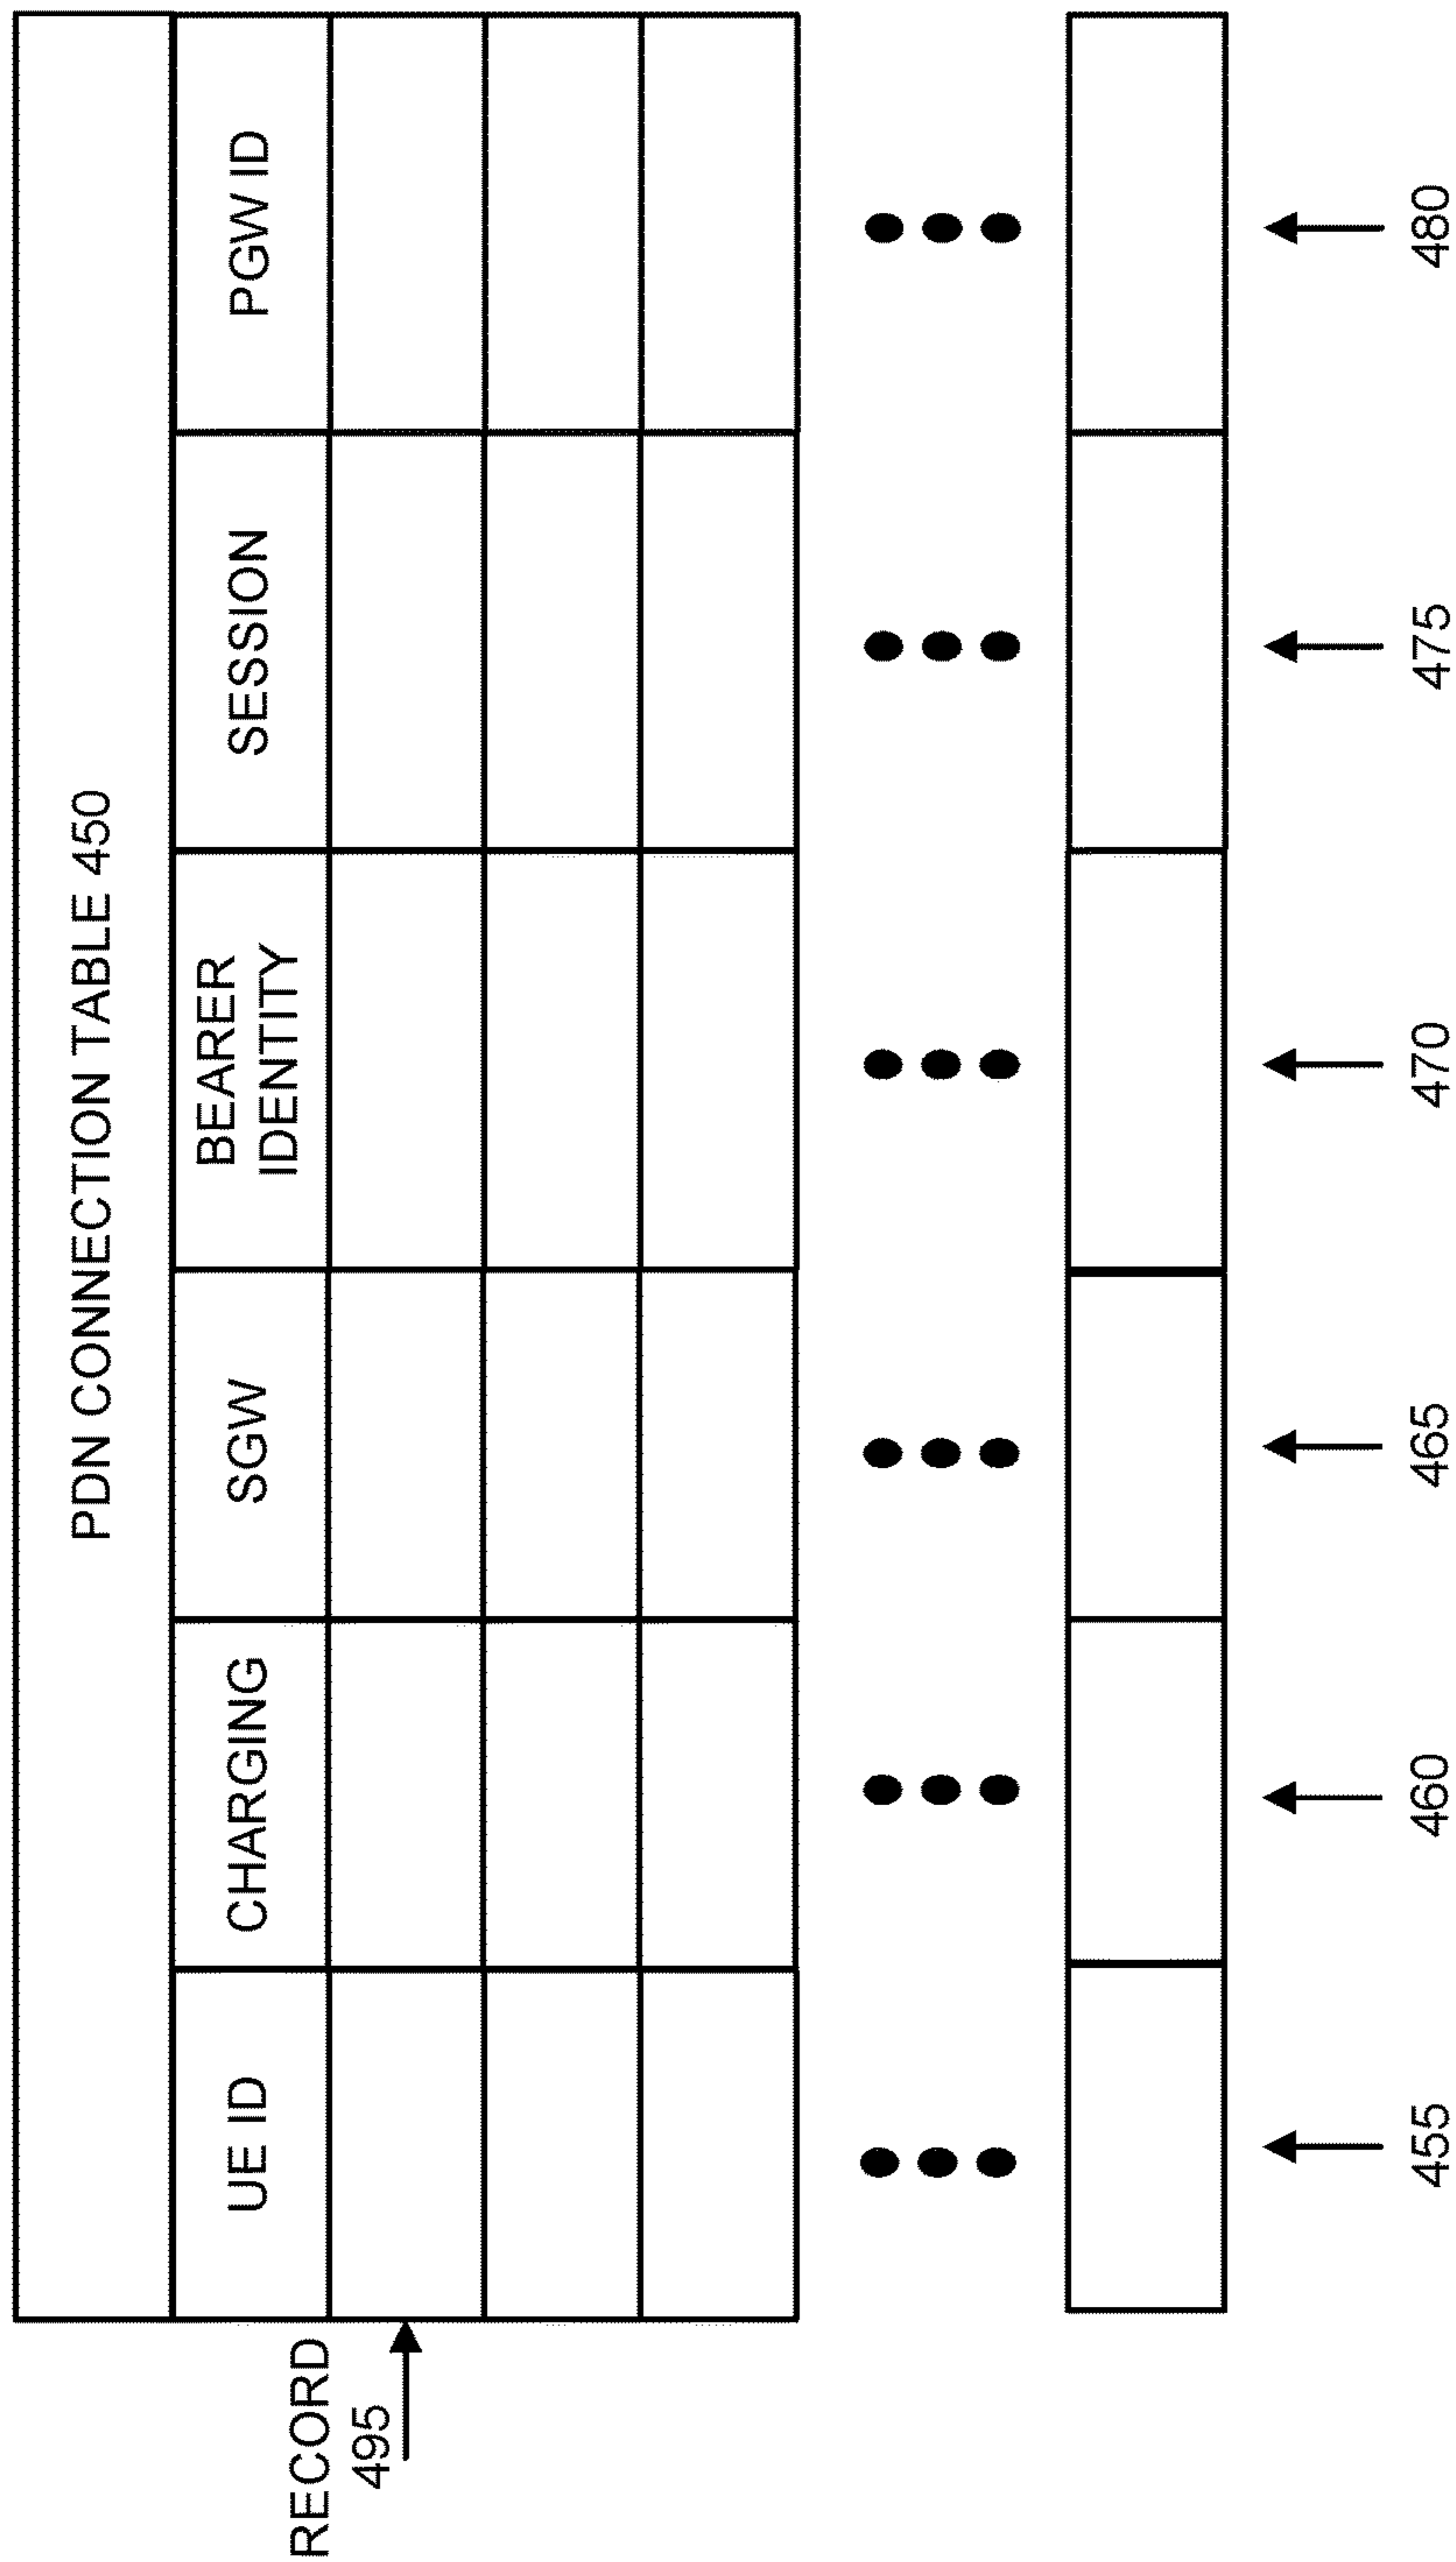 PDN CONNECTION TABLE 450
UE ID
CHARGING
SGW
BEARER
IDENTITY
SESSION
PGW ID
RECORD
495
455
460
465
470
475
480